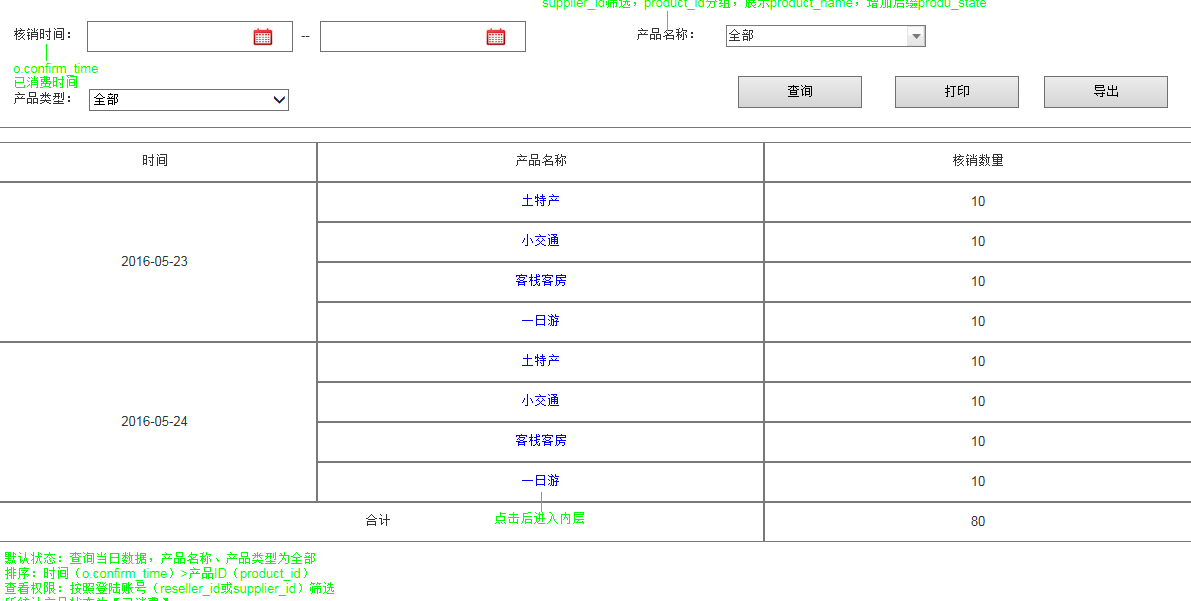 supplier_id筛选，product_id分组，展示product_name，增加后缀produ_state
核销时间： -- 产品名称： 全部
o.confirm_time
已消费时间
产品类型： 全部 查询 打印 导出
时间 产品名称 核销数量
土特产 10
小交通 10
2016-05-23
客栈客房 10
一日游 10
土特产 10
小交通 10
2016-05-24
客栈客房 10
一日游 10
合计 点击后进入内层 80
默认状态：查询当日数据，产品名称、产品类型为全部
排序：时间（o.confirm_time）>产品ID（product_id）
查看权限：按照登陆账号（reseller_id或supplier_id）筛选